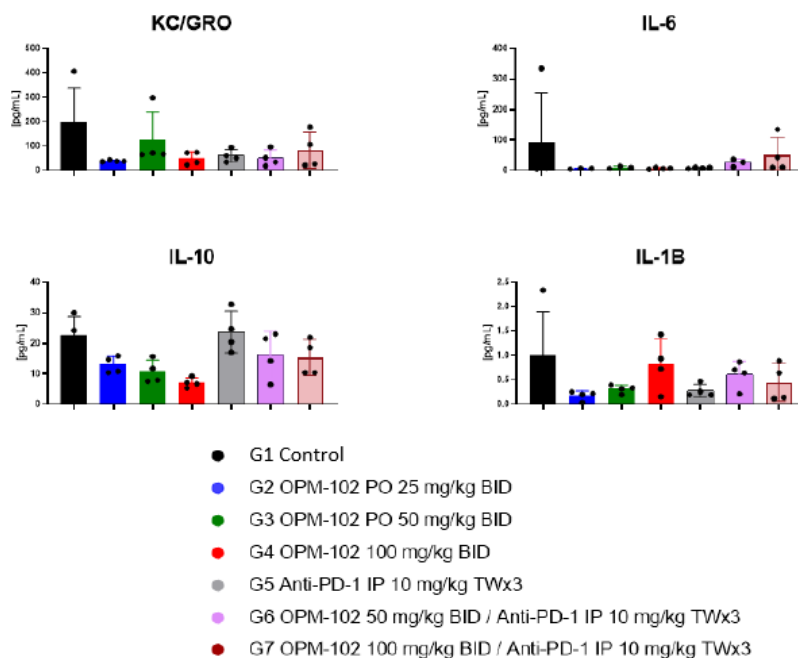 KC/GRO
[pg/mL]
500
400
300
200
100
0
IL-6
[pg/mL]
400
300
200
100
0
IL-10
[pg/mL]
40
30
20
10
0
IL-1B
[pg/mL]
2.5
2.0
1.5
1.0
0.5
0.0
G1 Control
G2 OPM-102 PO 25 mg/kg BID
G3 OPM-102 PO 50 mg/kg BID
G4 OPM-102 100 mg/kg BID
G5 Anti-PD-1 IP 10 mg/kg TWx3
G6 OPM-102 50 mg/kg BID / Anti-PD-1 IP 10 mg/kg TWx3
G7 OPM-102 100 mg/kg BID / Anti-PD-1 IP 10 mg/kg TWx3